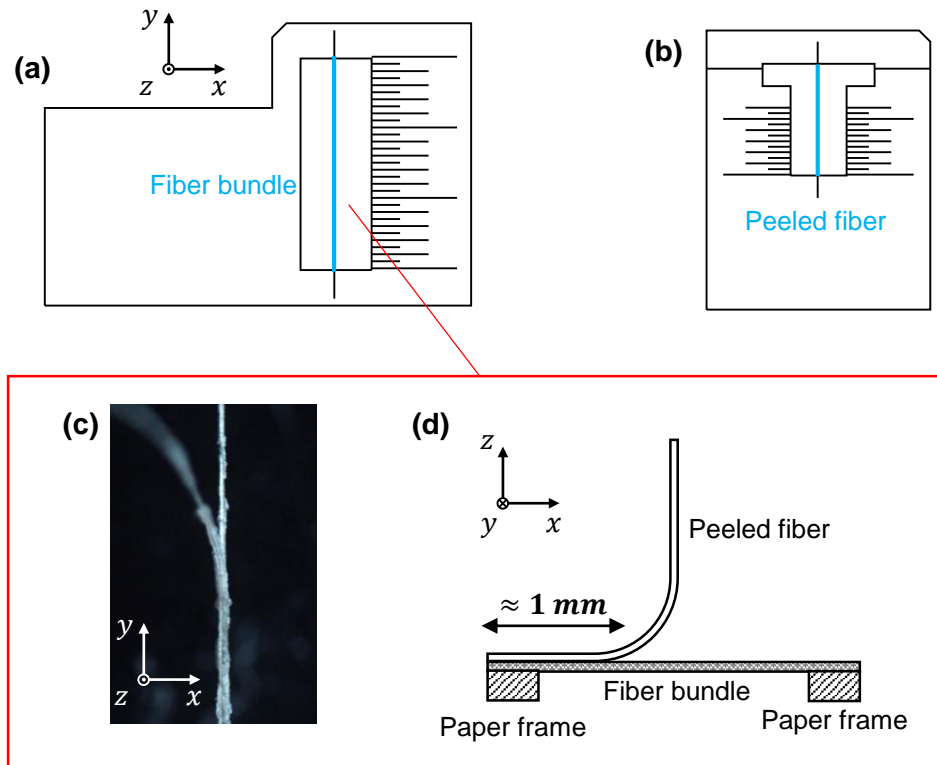 (a)
y
z
x
Fiber bundle
(b)
Peeled fiber
(c)
y
z
x
(d)
z
y
x
Peeled fiber
≈ 1 mm
Fiber bundle
Paper frame
Paper frame